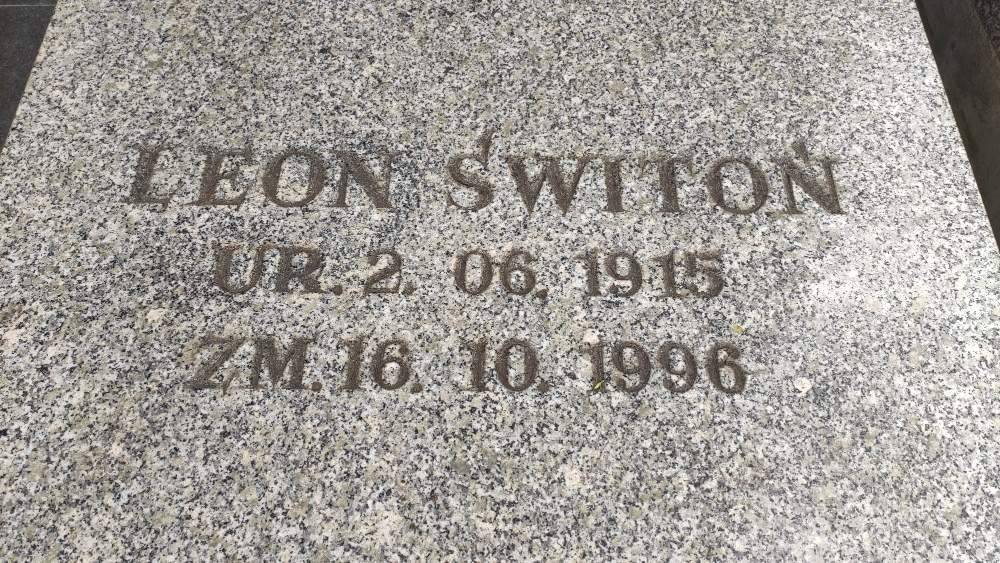 LEON ŚWITOŃ
UR. 2. 06. 1915
ZM. 16. 10. 1996